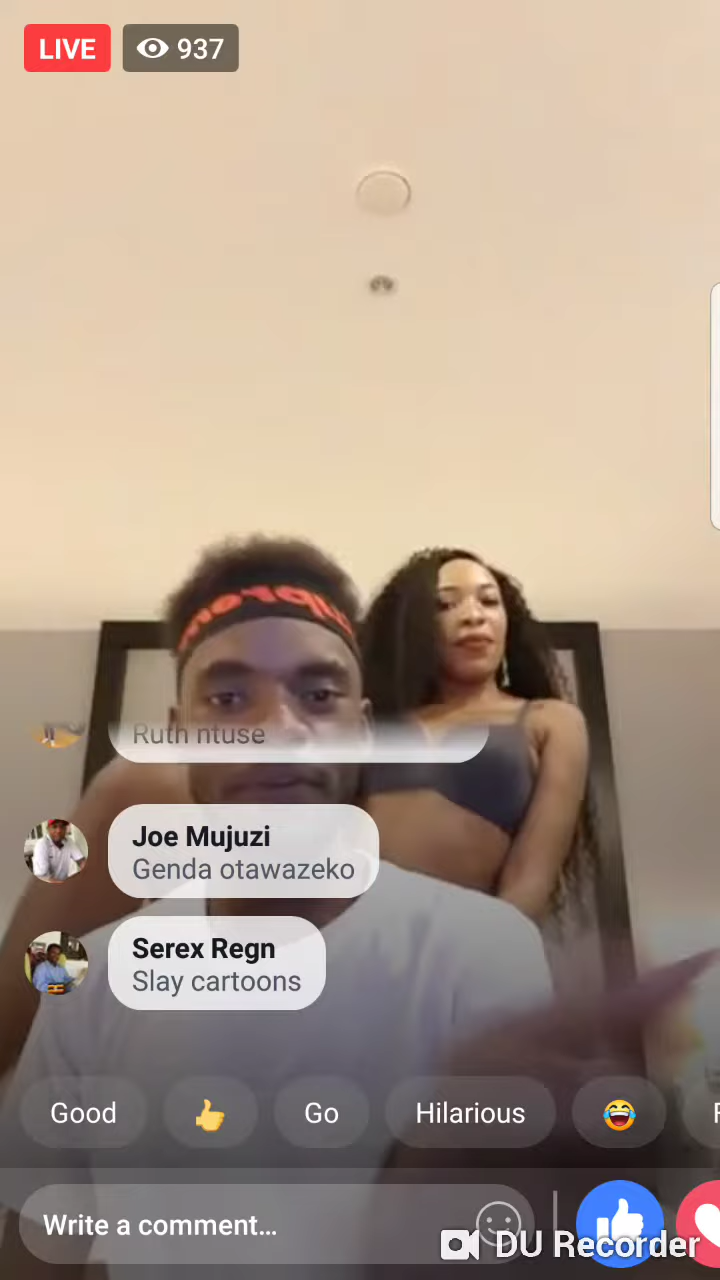 LIVE 937
Ruth ntuse
Joe Mujuzi
Genda otawazeko
Serex Regn
Slay cartoons
Good 👍 Go Hilarious 😂
Write a comment...
DU Recorder